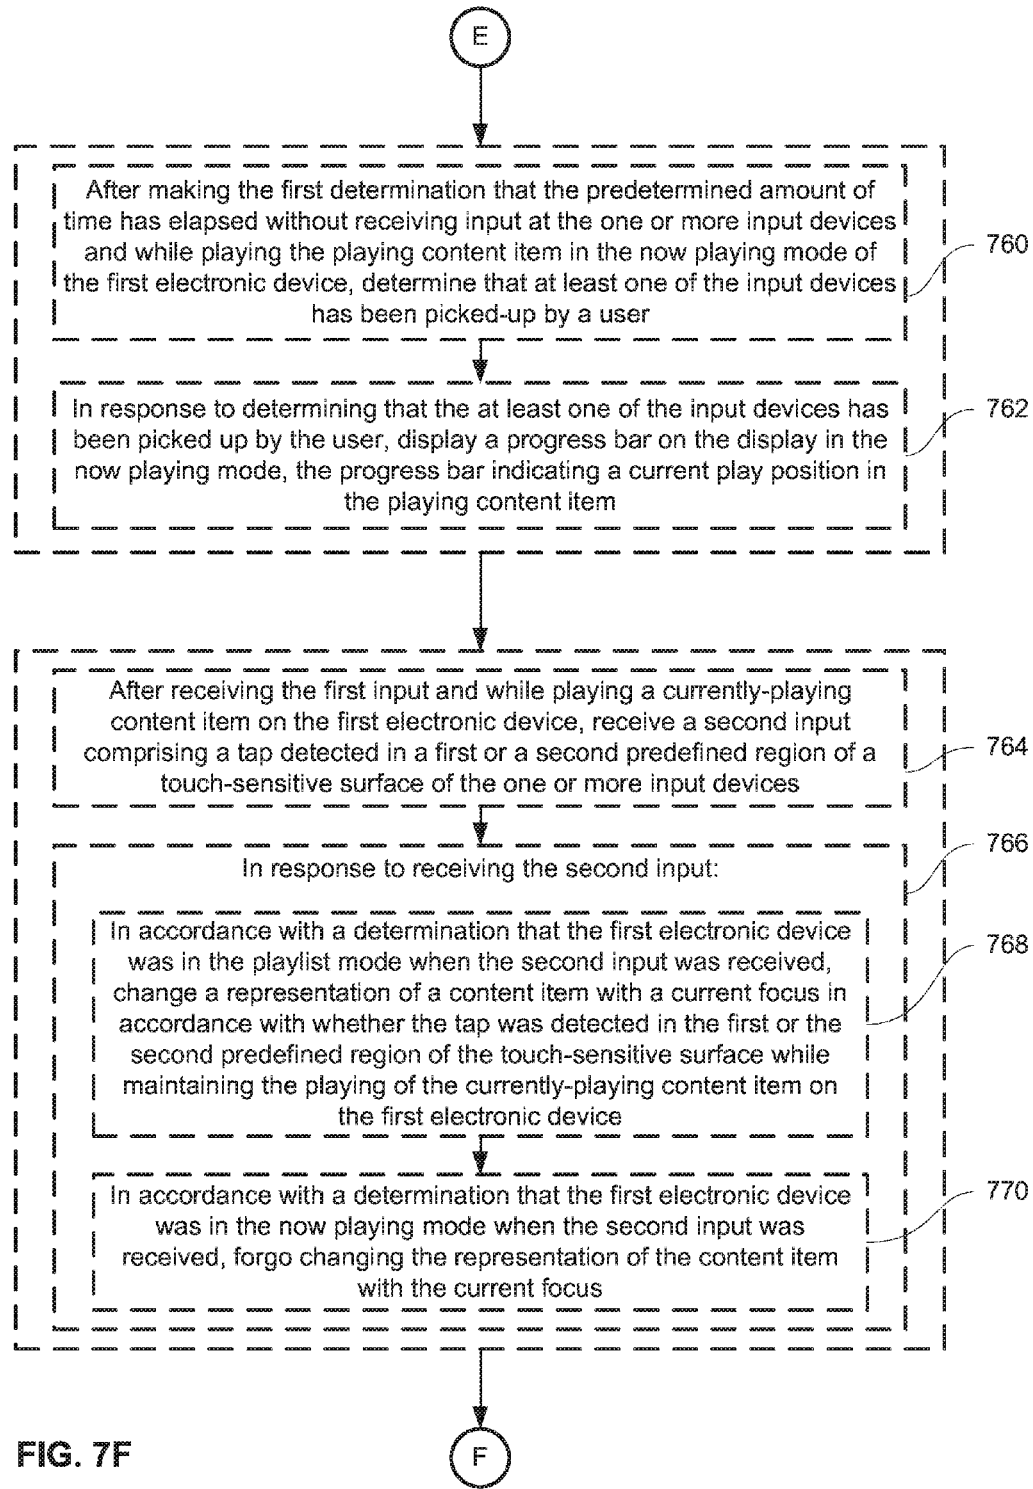 E
After making the first determination that the predetermined amount of
time has elapsed without receiving input at the one or more input devices
and while playing the playing content item in the now playing mode of
the first electronic device, determine that at least one of the input devices
has been picked-up by a user
760
In response to determining that the at least one of the input devices has
been picked up by the user, display a progress bar on the display in the
now playing mode, the progress bar indicating a current play position in
the playing content item
762
After receiving the first input and while playing a currently-playing
content item on the first electronic device, receive a second input
comprising a tap detected in a first or a second predefined region of a
touch-sensitive surface of the one or more input devices
764
In response to receiving the second input:
766
In accordance with a determination that the first electronic device
was in the playlist mode when the second input was received,
change a representation of a content item with a current focus in
accordance with whether the tap was detected in the first or the
second predefined region of the touch-sensitive surface while
maintaining the playing of the currently-playing content item on
the first electronic device
768
In accordance with a determination that the first electronic device
was in the now playing mode when the second input was
received, forgo changing the representation of the content item
with the current focus
770
FIG. 7F
F